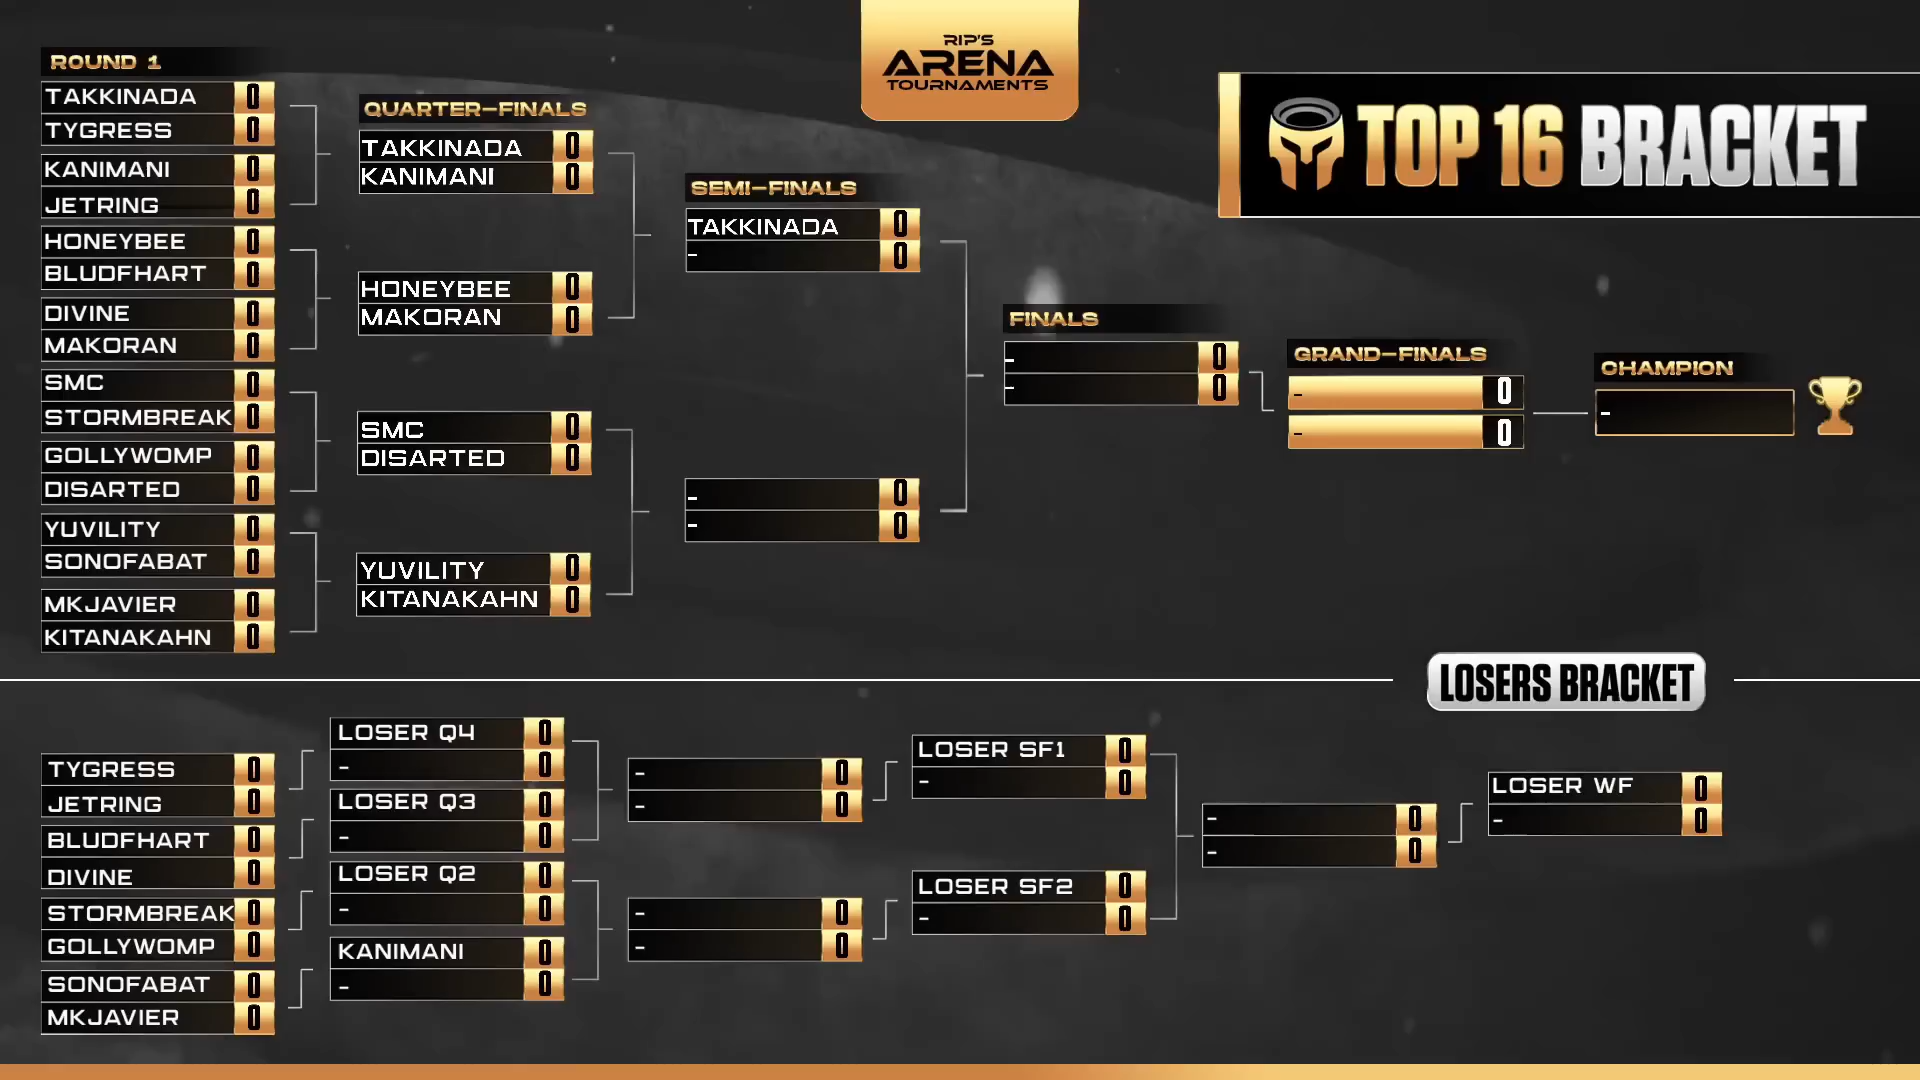 RIP'S
ARENA
TOURNAMENTS
TOP 16 BRACKET
ROUND 1
TAKKINADA 0
TYGRESS 0
KANIMANI 0
JETRING 0
HONEYBEE 0
BLUDFHART 0
DIVINE 0
MAKORAN 0
SMC 0
STORMBREAK 0
GOLLYWOMP 0
DISARTED 0
YUVILITY 0
SONOFABAT 0
MKJAVIER 0
KITANAKAHN 0
QUARTER-FINALS
TAKKINADA 0
KANIMANI 0
HONEYBEE 0
MAKORAN 0
SMC 0
DISARTED 0
YUVILITY 0
KITANAKAHN 0
SEMI-FINALS
TAKKINADA 0
- 0
- 0
- 0
FINALS
- 0
- 0
GRAND-FINALS
- 0
- 0
CHAMPION
-
LOSERS BRACKET
TYGRESS 0
JETRING 0
BLUDFHART 0
DIVINE 0
STORMBREAK 0
GOLLYWOMP 0
SONOFABAT 0
MKJAVIER 0
LOSER Q4 0
- 0
LOSER Q3 0
- 0
LOSER Q2 0
- 0
KANIMANI 0
- 0
- 0
- 0
- 0
- 0
LOSER SF1 0
- 0
LOSER SF2 0
- 0
- 0
- 0
LOSER WF 0
- 0